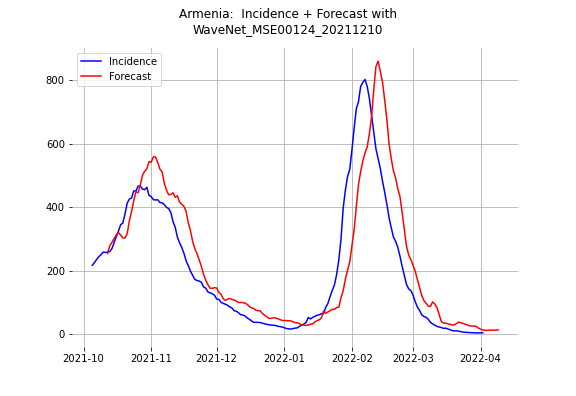 Armenia:  Incidence + Forecast with
WaveNet_MSE00124_20211210
Incidence
Forecast
800
600
400
200
0
2021-10 2021-11 2021-12 2022-01 2022-02 2022-03 2022-04